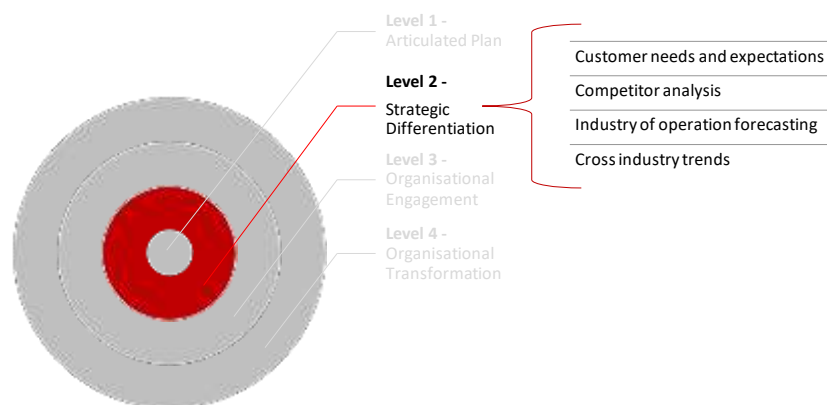 Level 1 -
Articulated Plan
Level 2 -
Strategic
Differentiation
Level 3 -
Organisational
Engagement
Level 4 -
Organisational
Transformation
Customer needs and expectations
Competitor analysis
Industry of operation forecasting
Cross industry trends